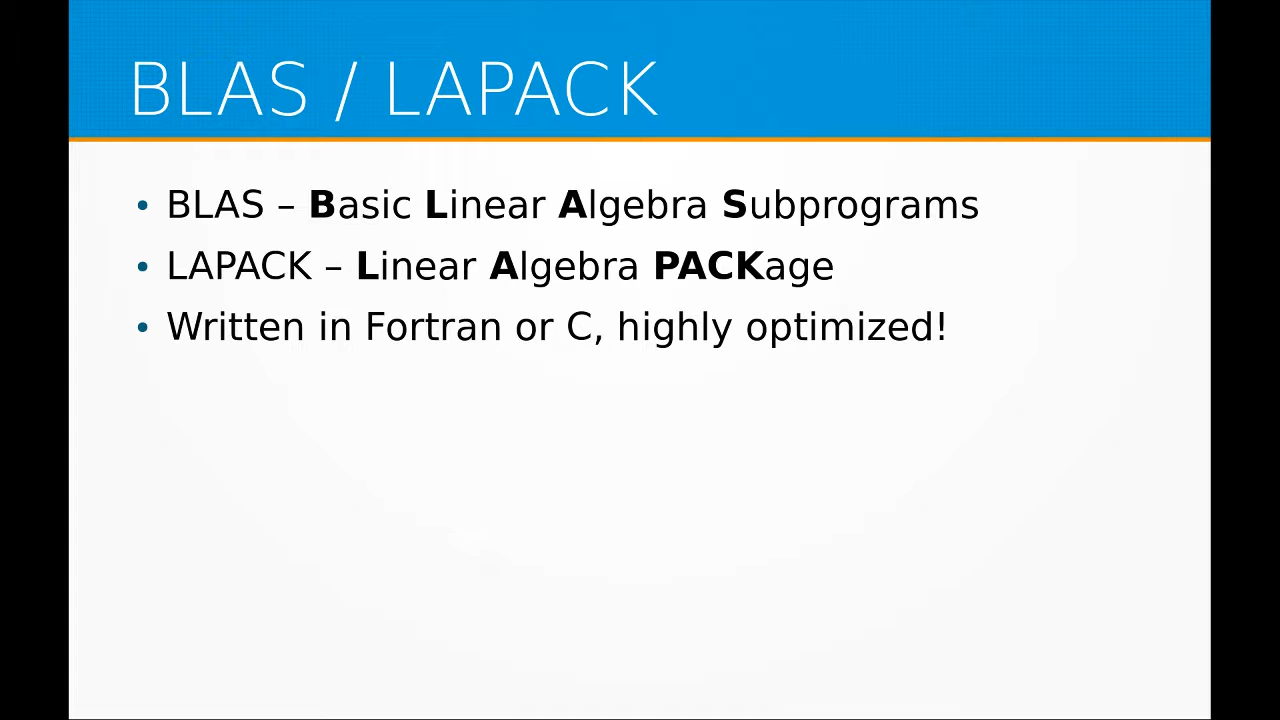 BLAS / LAPACK
• BLAS – Basic Linear Algebra Subprograms
• LAPACK – Linear Algebra PACKage
• Written in Fortran or C, highly optimized!